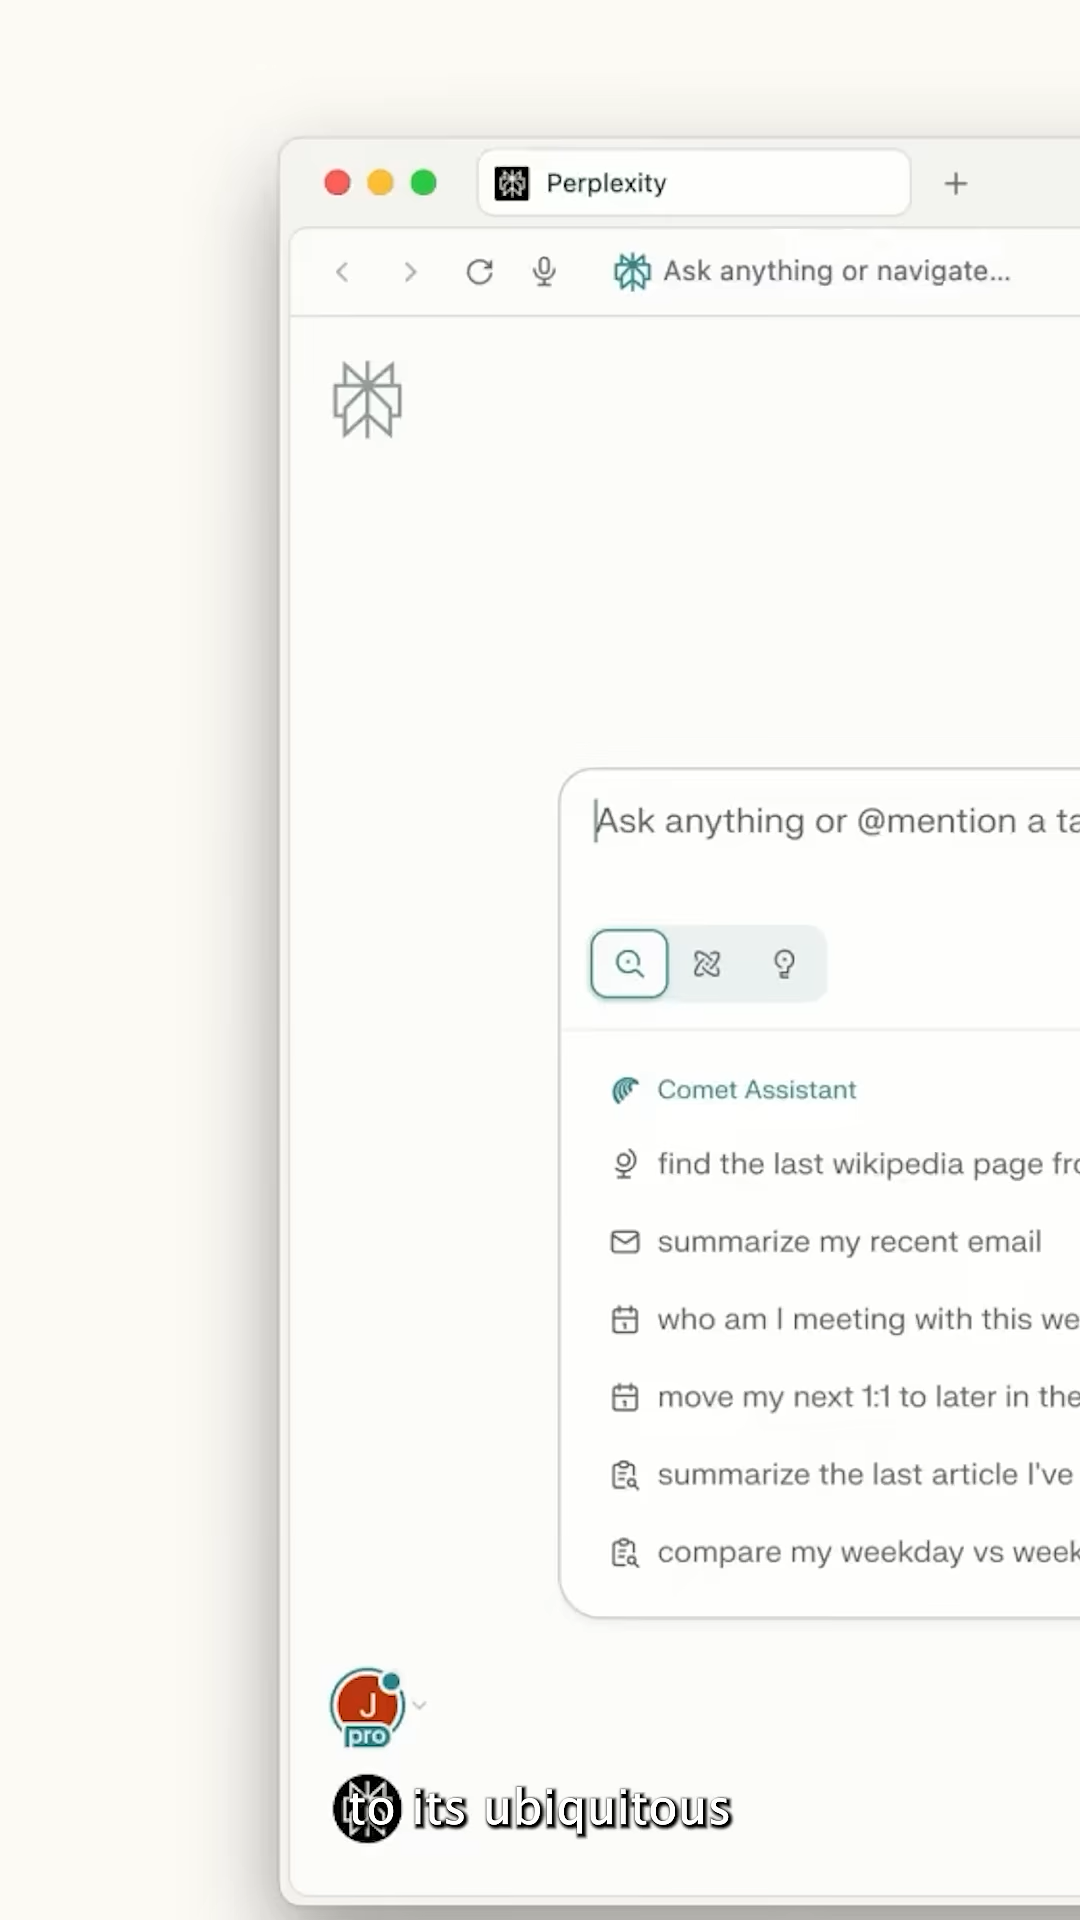 Perplexity
Ask anything or navigate...
Ask anything or @mention a ta
Comet Assistant
find the last wikipedia page fro
summarize my recent email
who am I meeting with this we
move my next 1:1 to later in the
summarize the last article I've
compare my weekday vs week
J
pro
to its ubiquitous